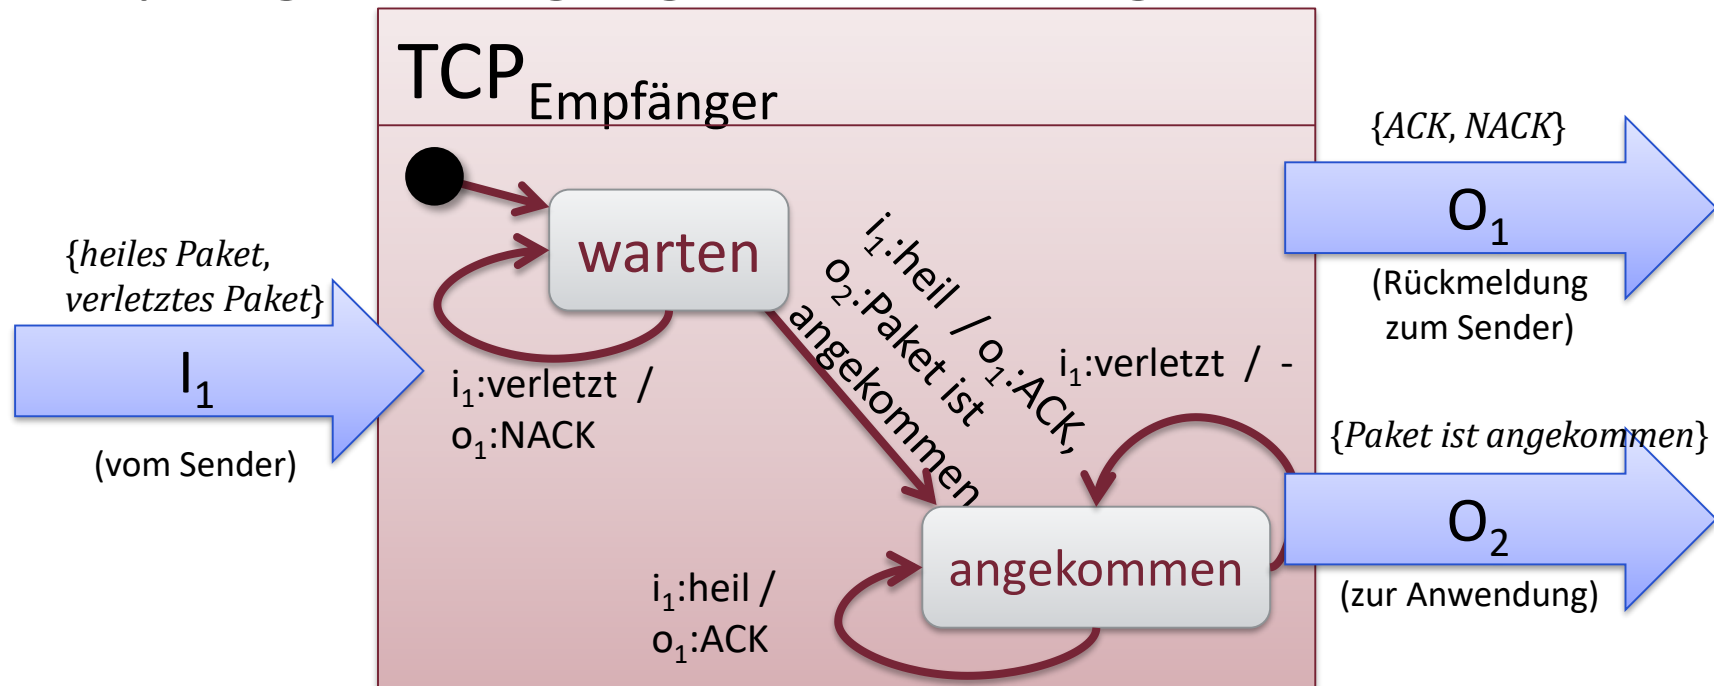 TCP Empfänger
{ACK, NACK}
O₁
(Rückmeldung
zum Sender)
{heiles Paket,
verletztes Paket}
I₁
(vom Sender)
warten
i₁:verletzt /
o₁:NACK
i₁:heil / o₁:ACK,
o₂:Paket ist
angekommen
i₁:verletzt / -
{Paket ist angekommen}
O₂
(zur Anwendung)
angekommen
i₁:heil /
o₁:ACK